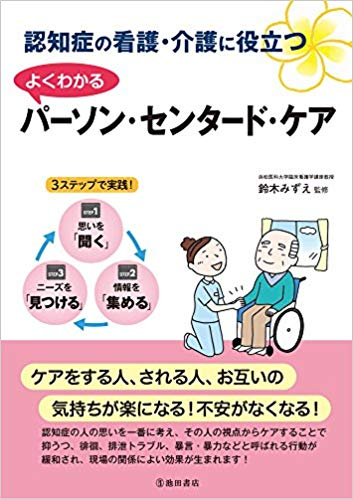 認知症の看護・介護に役立つ
よくわかる
パーソン・センタード・ケア
3ステップで実践！
浜松医科大学臨床看護学講座教授
鈴木みずえ 監修
STEP1
思いを
「聞く」
STEP3
ニーズを
「見つける」
STEP2
情報を
「集める」
ケアをする人、される人、お互いの
気持ちが楽になる！不安がなくなる！
認知症の人の思いを一番に考え、その人の視点からケアすることで
抑うつ、徘徊、排泄トラブル、暴言・暴力などと呼ばれる行動が
緩和され、現場の関係によい効果が生まれます！
池田書店